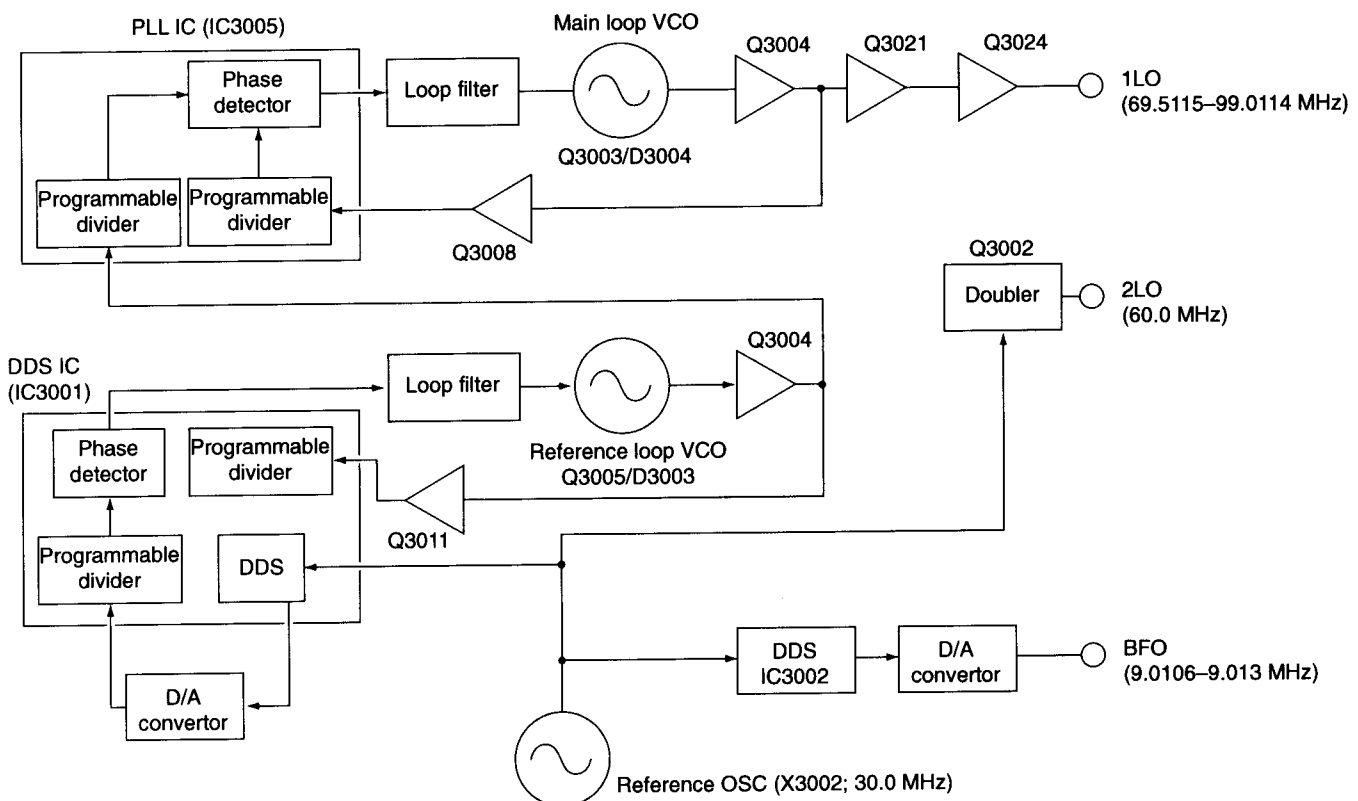 PLL IC (IC3005)
Phase
detector
Programmable
divider
Programmable
divider
Loop filter
Main loop VCO
Q3003/D3004
Q3004
Q3021
Q3024
1LO
(69.5115–99.0114 MHz)
Q3008
Q3002
Doubler
2LO
(60.0 MHz)
DDS IC
(IC3001)
Phase
detector
Programmable
divider
Programmable
divider
DDS
Loop filter
Reference loop VCO
Q3005/D3003
Q3004
Q3011
D/A
convertor
DDS
IC3002
D/A
convertor
BFO
(9.0106–9.013 MHz)
Reference OSC (X3002; 30.0 MHz)